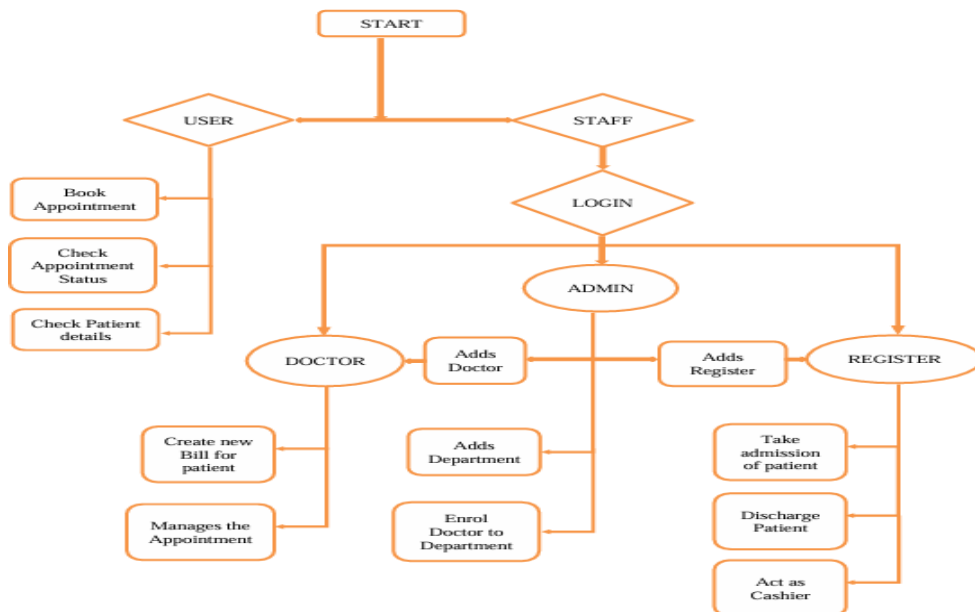 START
USER
STAFF
Book
Appointment
LOGIN
Check
Appointment
Status
ADMIN
Check Patient
details
DOCTOR
Adds
Doctor
Adds
Register
REGISTER
Create new
Bill for
patient
Adds
Department
Take
admission
of patient
Manages the
Appointment
Enrol
Doctor to
Department
Discharge
Patient
Act as
Cashier